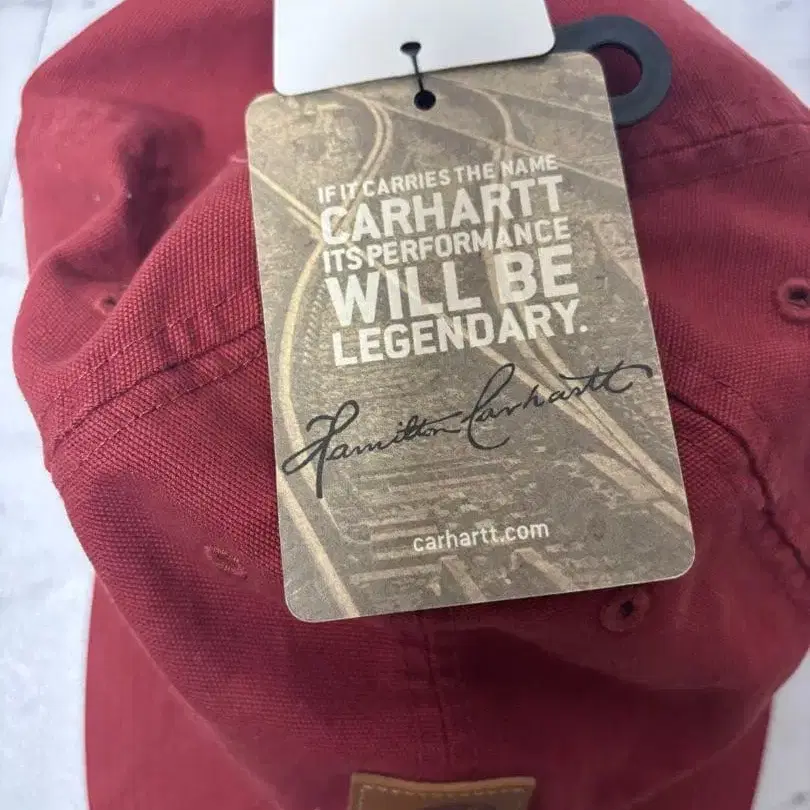 IF IT CARRIES THE NAME
CARHARTT
ITS PERFORMANCE
WILL BE
LEGENDARY.
Hamilton Carhartt
carhartt.com